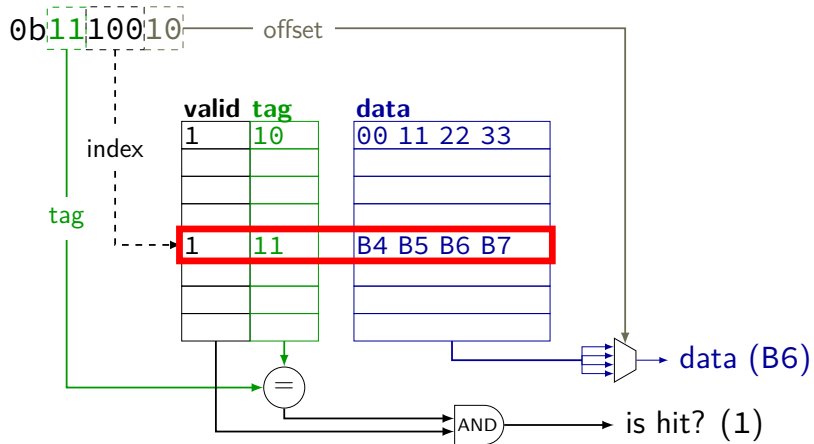 0b1110010 offset
valid tag data
1 10 00 11 22 33
index
tag
1 11 B4 B5 B6 B7
data (B6)
=
AND is hit? (1)